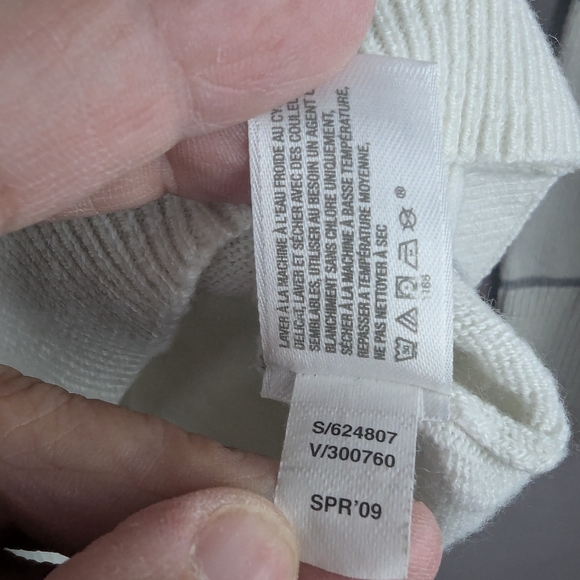 LAVER À LA MACHINE À L'EAU FROIDE AU
DÉLICAT, LAVER ET SÉCHER AVEC DES
SEMBLABLES, UTILISER AU BESOIN UN AGENT
BLANCHIMENT SANS CHLORE UNIQUEMENT,
SÉCHER À LA MACHINE À BASSE TEMPÉRATURE,
REPASSER À TEMPÉRATURE MOYENNE,
NE PAS NETTOYER À SEC
®
1165
S/624807
V/300760
SPR'09